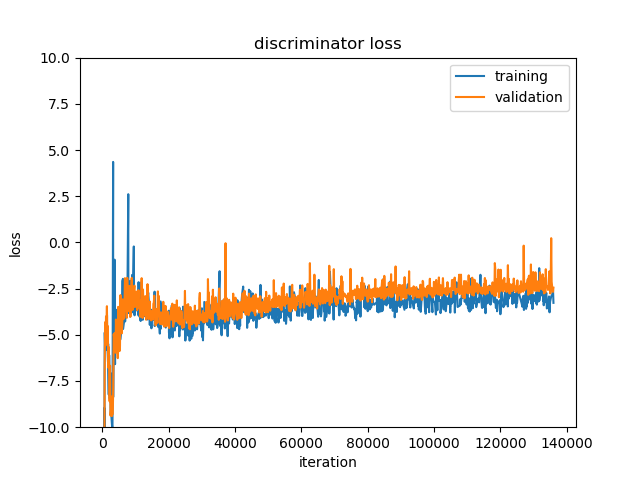 discriminator loss
training
validation
loss
10.0
7.5
5.0
2.5
0.0
−2.5
−5.0
−7.5
−10.0
0 20000 40000 60000 80000 100000 120000 140000
iteration